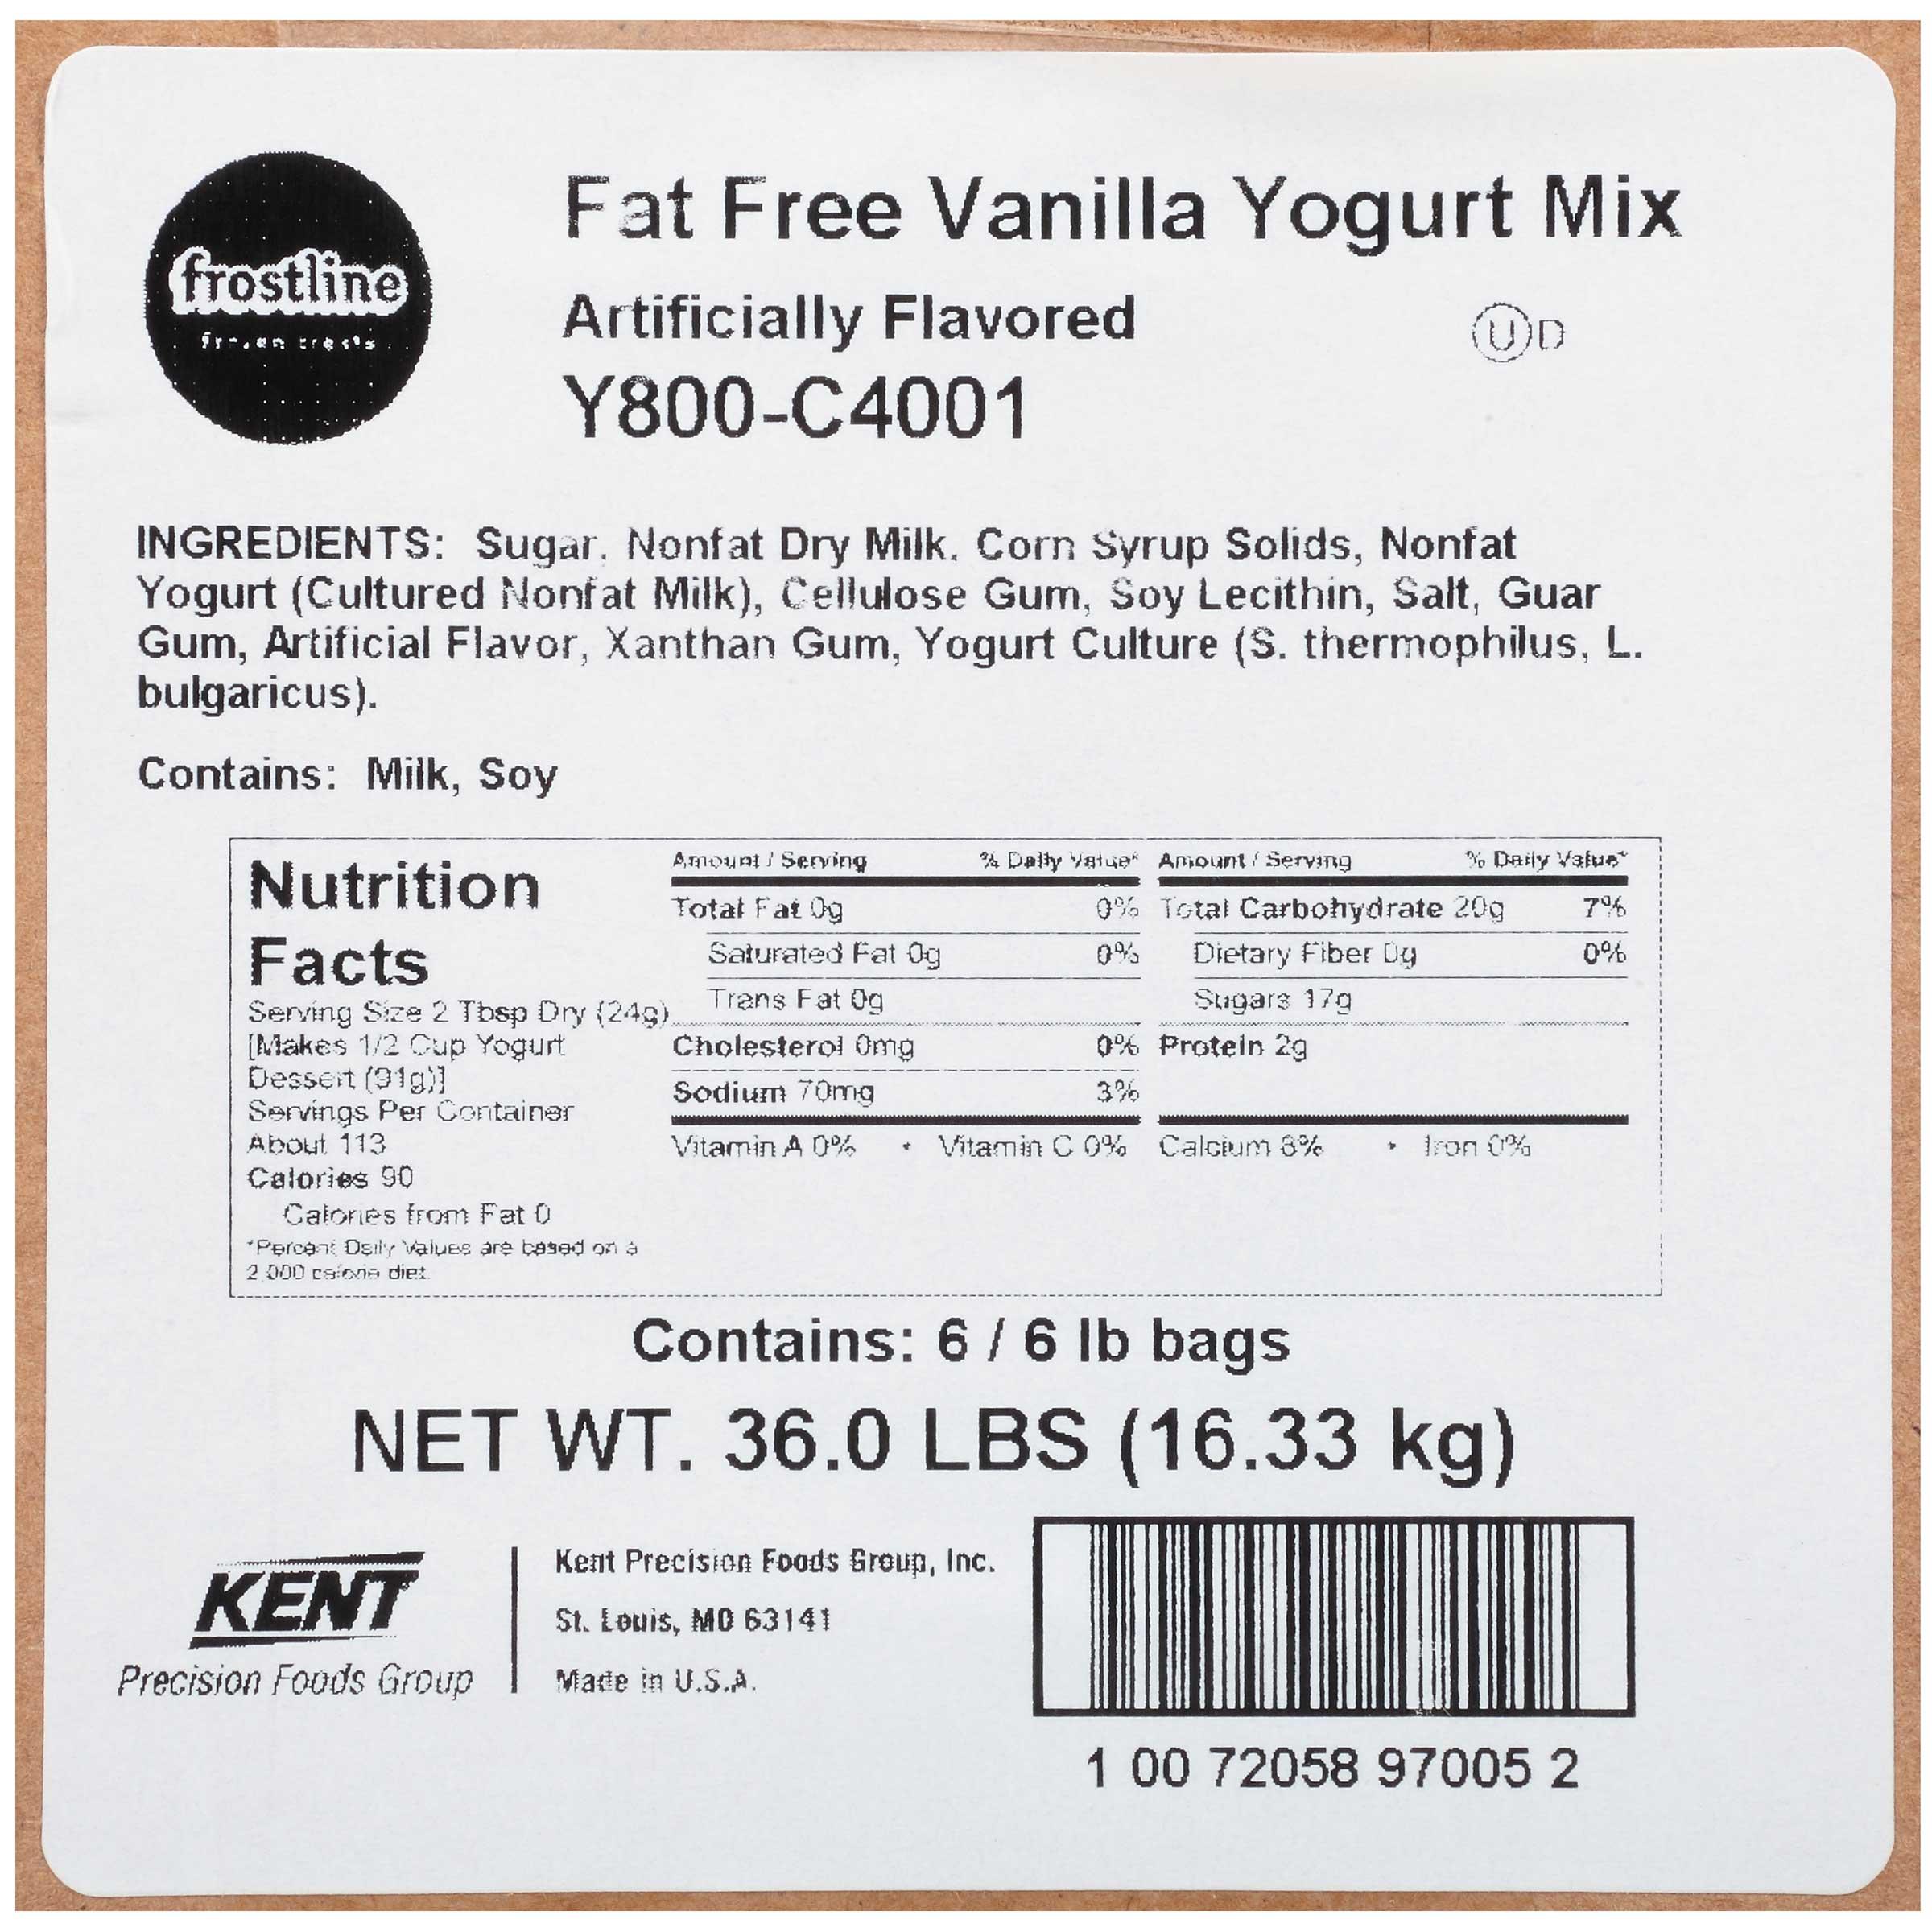 Fat Free Vanilla Yogurt Mix
frostline
frozen treats
Artificially Flavored
UD
Y800-C4001
INGREDIENTS: Sugar, Nonfat Dry Milk, Corn Syrup Solids, Nonfat
Yogurt (Cultured Nonfat Milk), Cellulose Gum, Soy Lecithin, Salt, Guar
Gum, Artificial Flavor, Xanthan Gum, Yogurt Culture (S. thermophilus, L.
bulgaricus).
Contains: Milk, Soy
Nutrition
Facts
Serving Size 2 Tbsp Dry (24g)
[Makes 1/2 Cup Yogurt
Dessert (91g)]
Servings Per Container
About 113
Calories 90
Calories from Fat 0
*Percent Daily Values are based on a
2,000 calorie diet.
Amount / Serving % Daily Value*
Total Fat 0g 0%
Saturated Fat 0g 0%
Trans Fat 0g
Cholesterol 0mg 0%
Sodium 70mg 3%
Amount / Serving % Daily Value*
Total Carbohydrate 20g 7%
Dietary Fiber 0g 0%
Sugars 17g
Protein 2g
Vitamin A 0% • Vitamin C 0% Calcium 8% • Iron 0%
Contains: 6 / 6 lb bags
NET WT. 36.0 LBS (16.33 kg)
KENT
Precision Foods Group
Kent Precision Foods Group, Inc.
St. Louis, MO 63141
Made in U.S.A.
1 00 72058 97005 2